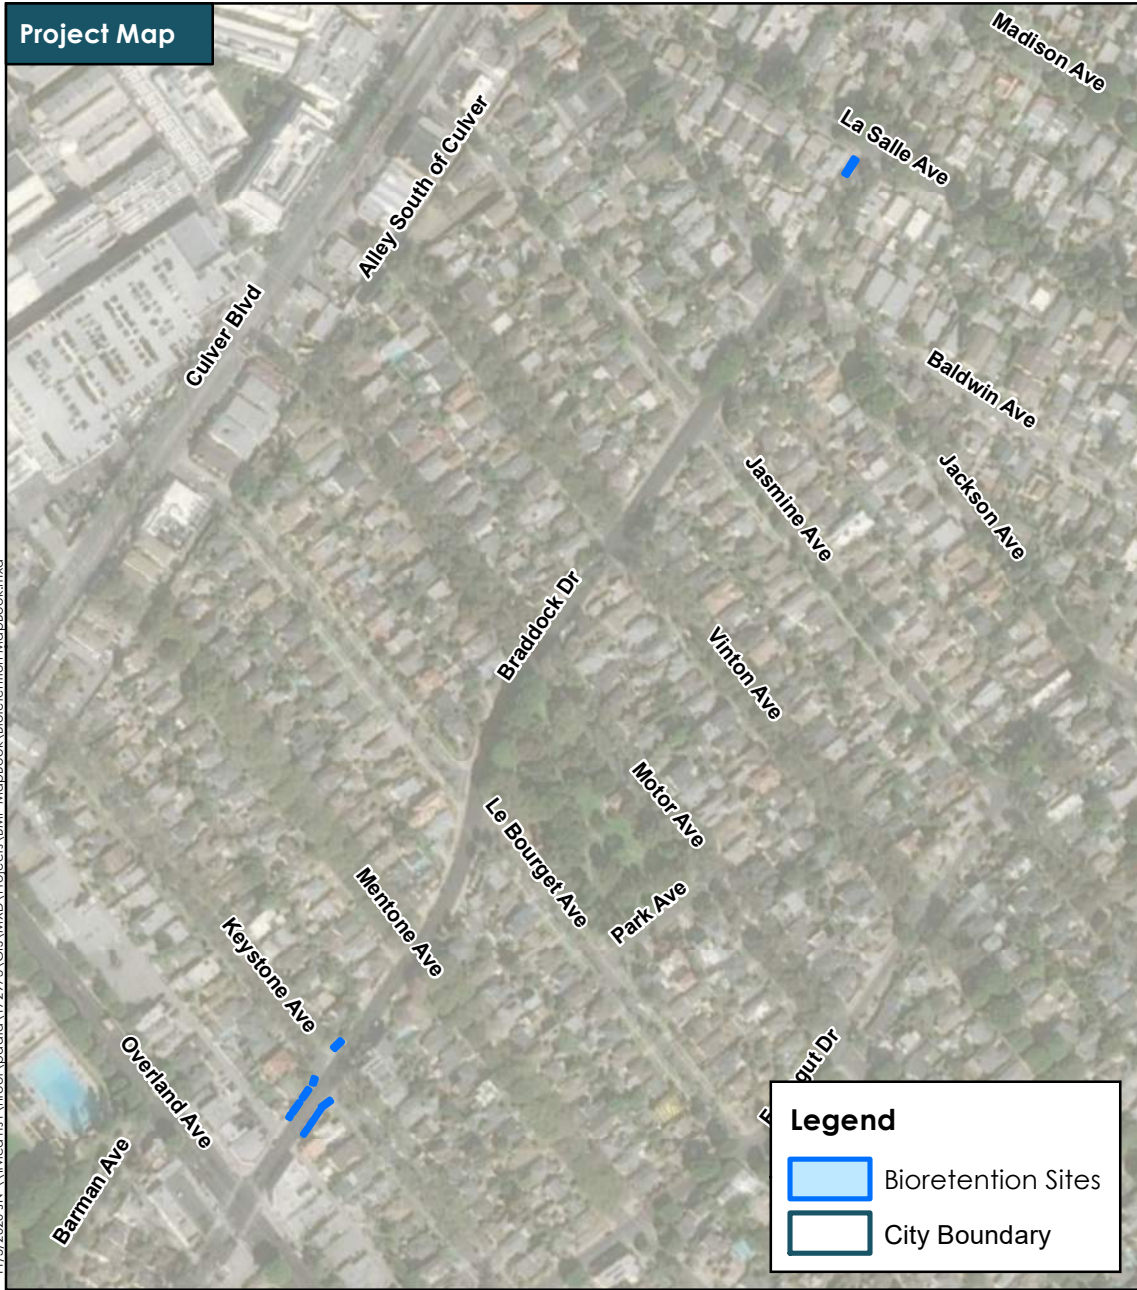 Project Map
Madison Ave
La Salle Ave
Alley South of Culver
Culver Blvd
Baldwin Ave
Jackson Ave
Jasmine Ave
Braddock Dr
Vinton Ave
Motor Ave
Le Bourget Ave
Park Ave
Mentone Ave
Keystone Ave
Overland Ave
Barman Ave
gut Dr
Legend
Bioretention Sites
City Boundary